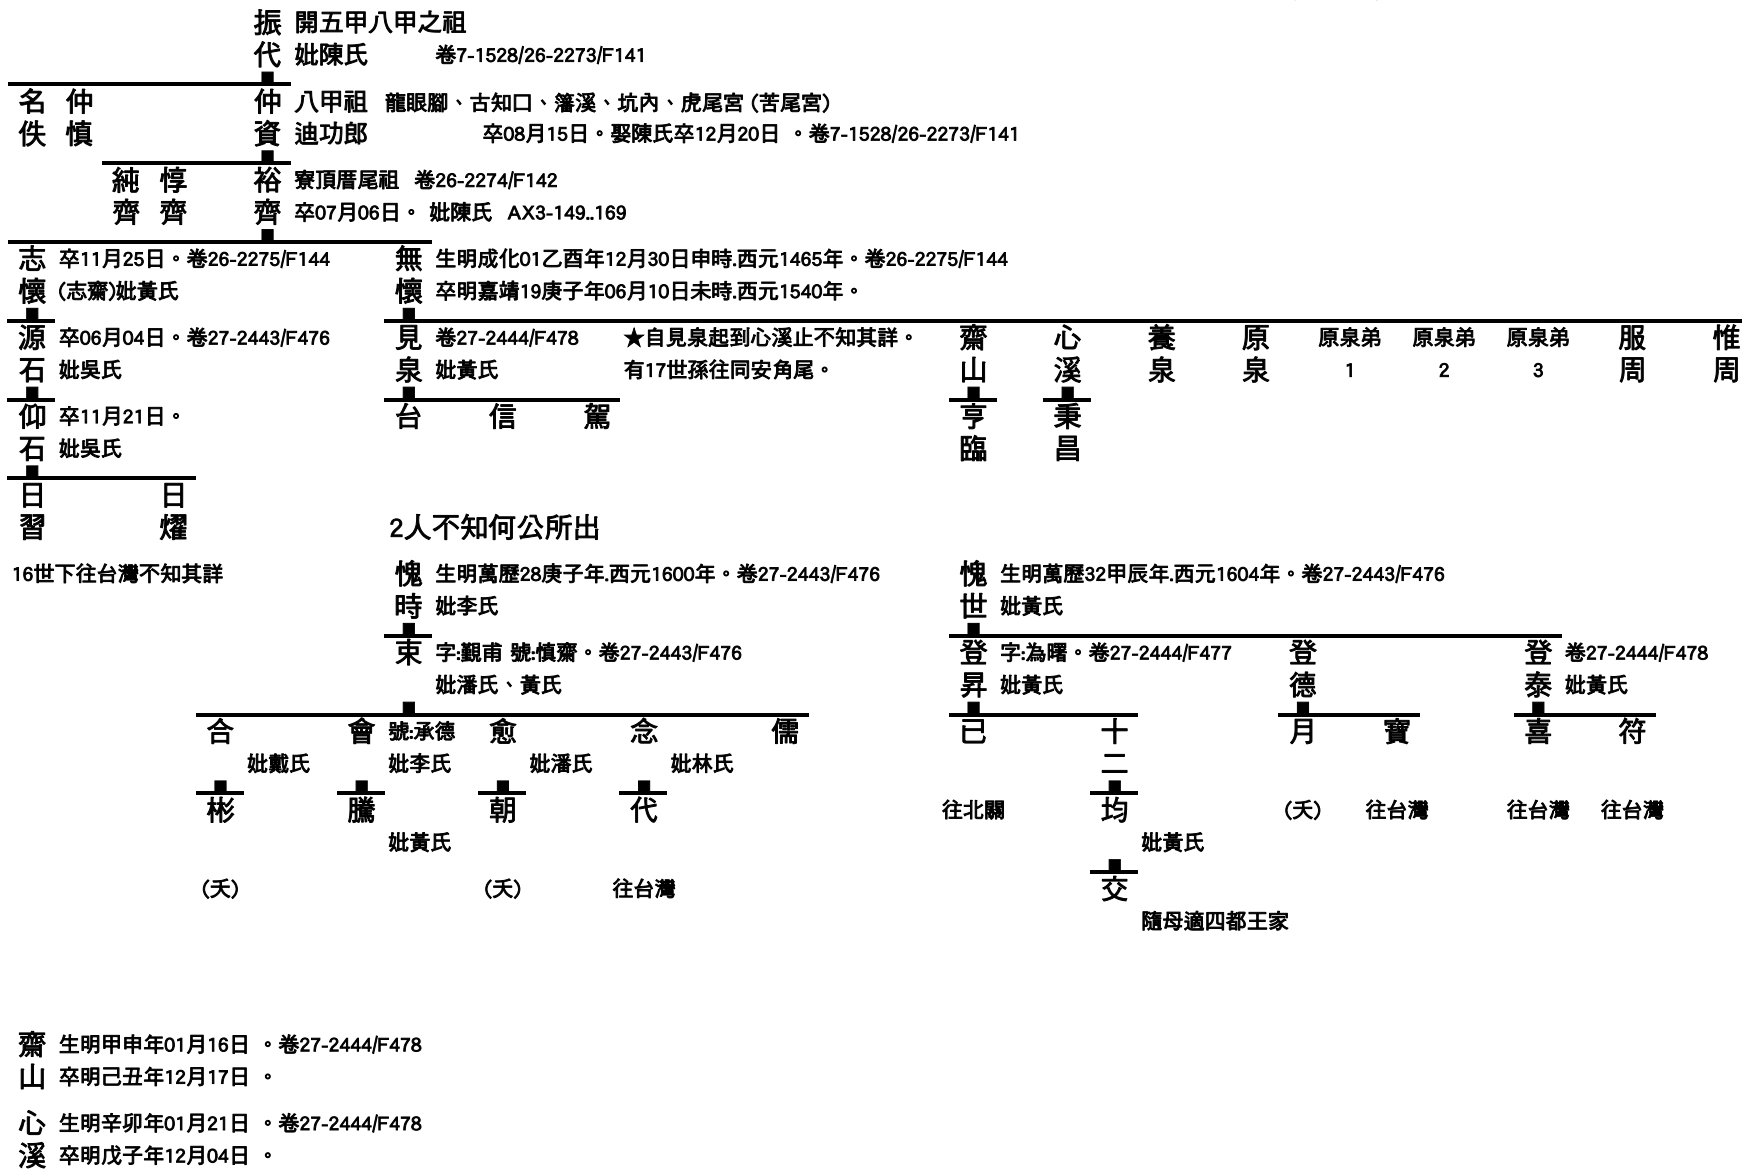 振代 開五甲八甲之祖
妣陳氏 卷7-1528/26-2273/F141
名佚 仲慎 仲資 八甲祖 龍眼腳、古知口、籓溪、坑內、虎尾宮 (苦尾宮)
迪功郎 卒08月15日。娶陳氏卒12月20日 。卷7-1528/26-2273/F141
純齊 惇齊 裕齊 寮頂厝尾祖 卷26-2274/F142
卒07月06日。 妣陳氏 AX3-149..169
志懷 卒11月25日。卷26-2275/F144
(志齋)妣黃氏
無懷 生明成化01乙酉年12月30日申時.西元1465年。卷26-2275/F144
卒明嘉靖19庚子年06月10日未時.西元1540年。
源石 卒06月04日。卷27-2443/F476
妣吳氏
見泉 卷27-2444/F478 ★自見泉起到心溪止不知其詳。
妣黃氏 有17世孫往同安角尾。
齋山 心溪 養泉 原泉 原泉弟1 原泉弟2 原泉弟3 服周 惟周
仰石 卒11月21日。
妣吳氏
台 信 駕 亨臨 秉昌
日習 日燿
2人不知何公所出
16世下往台灣不知其詳
愧時 生明萬歷28庚子年.西元1600年。卷27-2443/F476
妣李氏
愧世 生明萬歷32甲辰年.西元1604年。卷27-2443/F476
妣黃氏
束 字:觀甫 號:慎齋。卷27-2443/F476
妣潘氏、黃氏
登昇 字:為曙。卷27-2444/F477
妣黃氏
登德
登泰 卷27-2444/F478
妣黃氏
合 會 號:承德 愈 念 儒 已 十二 月 寶 喜 符
妣戴氏 妣李氏 妣潘氏 妣林氏
彬 騰 朝 代 往北關 均 (夭) 往台灣 往台灣 往台灣
妣黃氏 妣黃氏
(夭) (夭) 往台灣 交
隨母適四都王家
齋山 生明甲申年01月16日 。卷27-2444/F478
卒明己丑年12月17日 。
心溪 生明辛卯年01月21日 。卷27-2444/F478
卒明戊子年12月04日 。